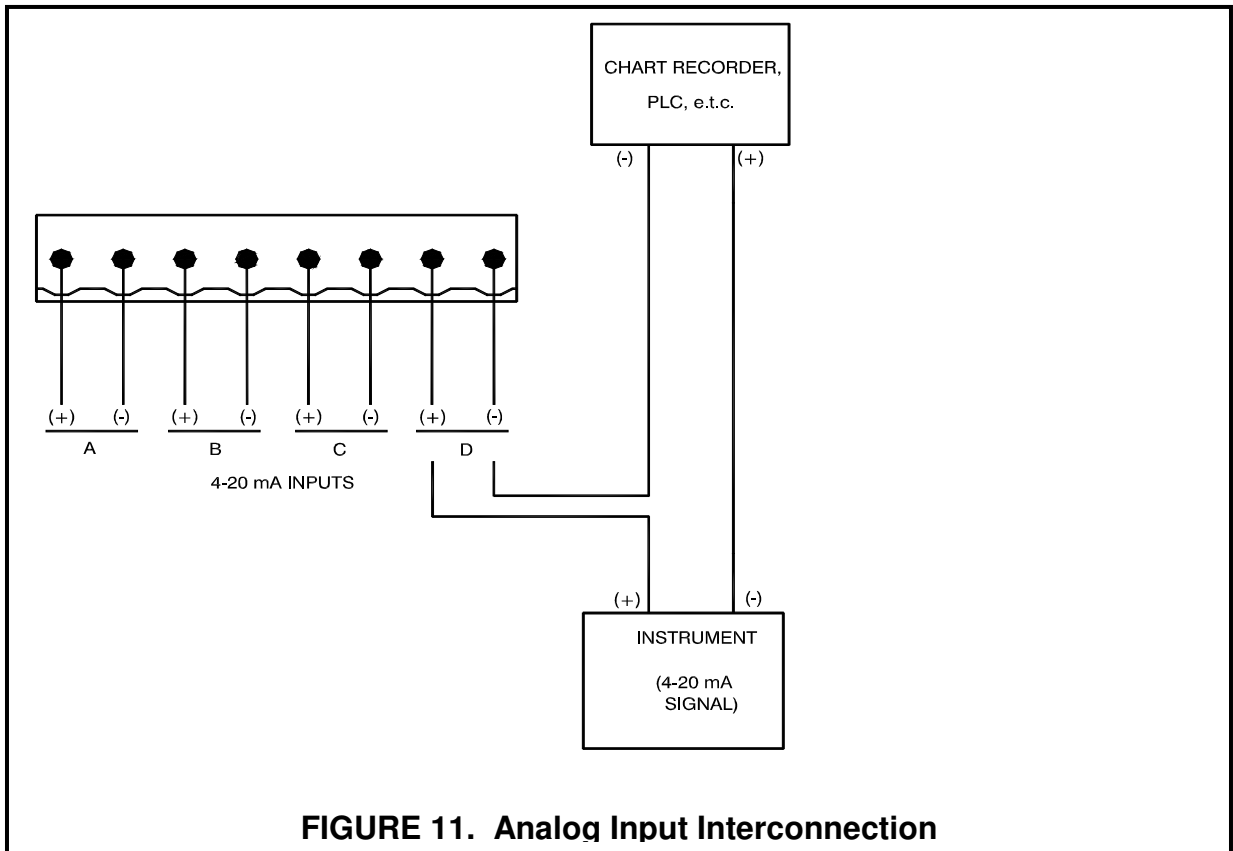 CHART RECORDER,
PLC, e.t.c.
(-) (+)
(+) (-) (+) (-) (+) (-) (+) (-)
A B C D
4-20 mA INPUTS
(+) (-)
INSTRUMENT
(4-20 mA
SIGNAL)
FIGURE 11. Analog Input Interconnection